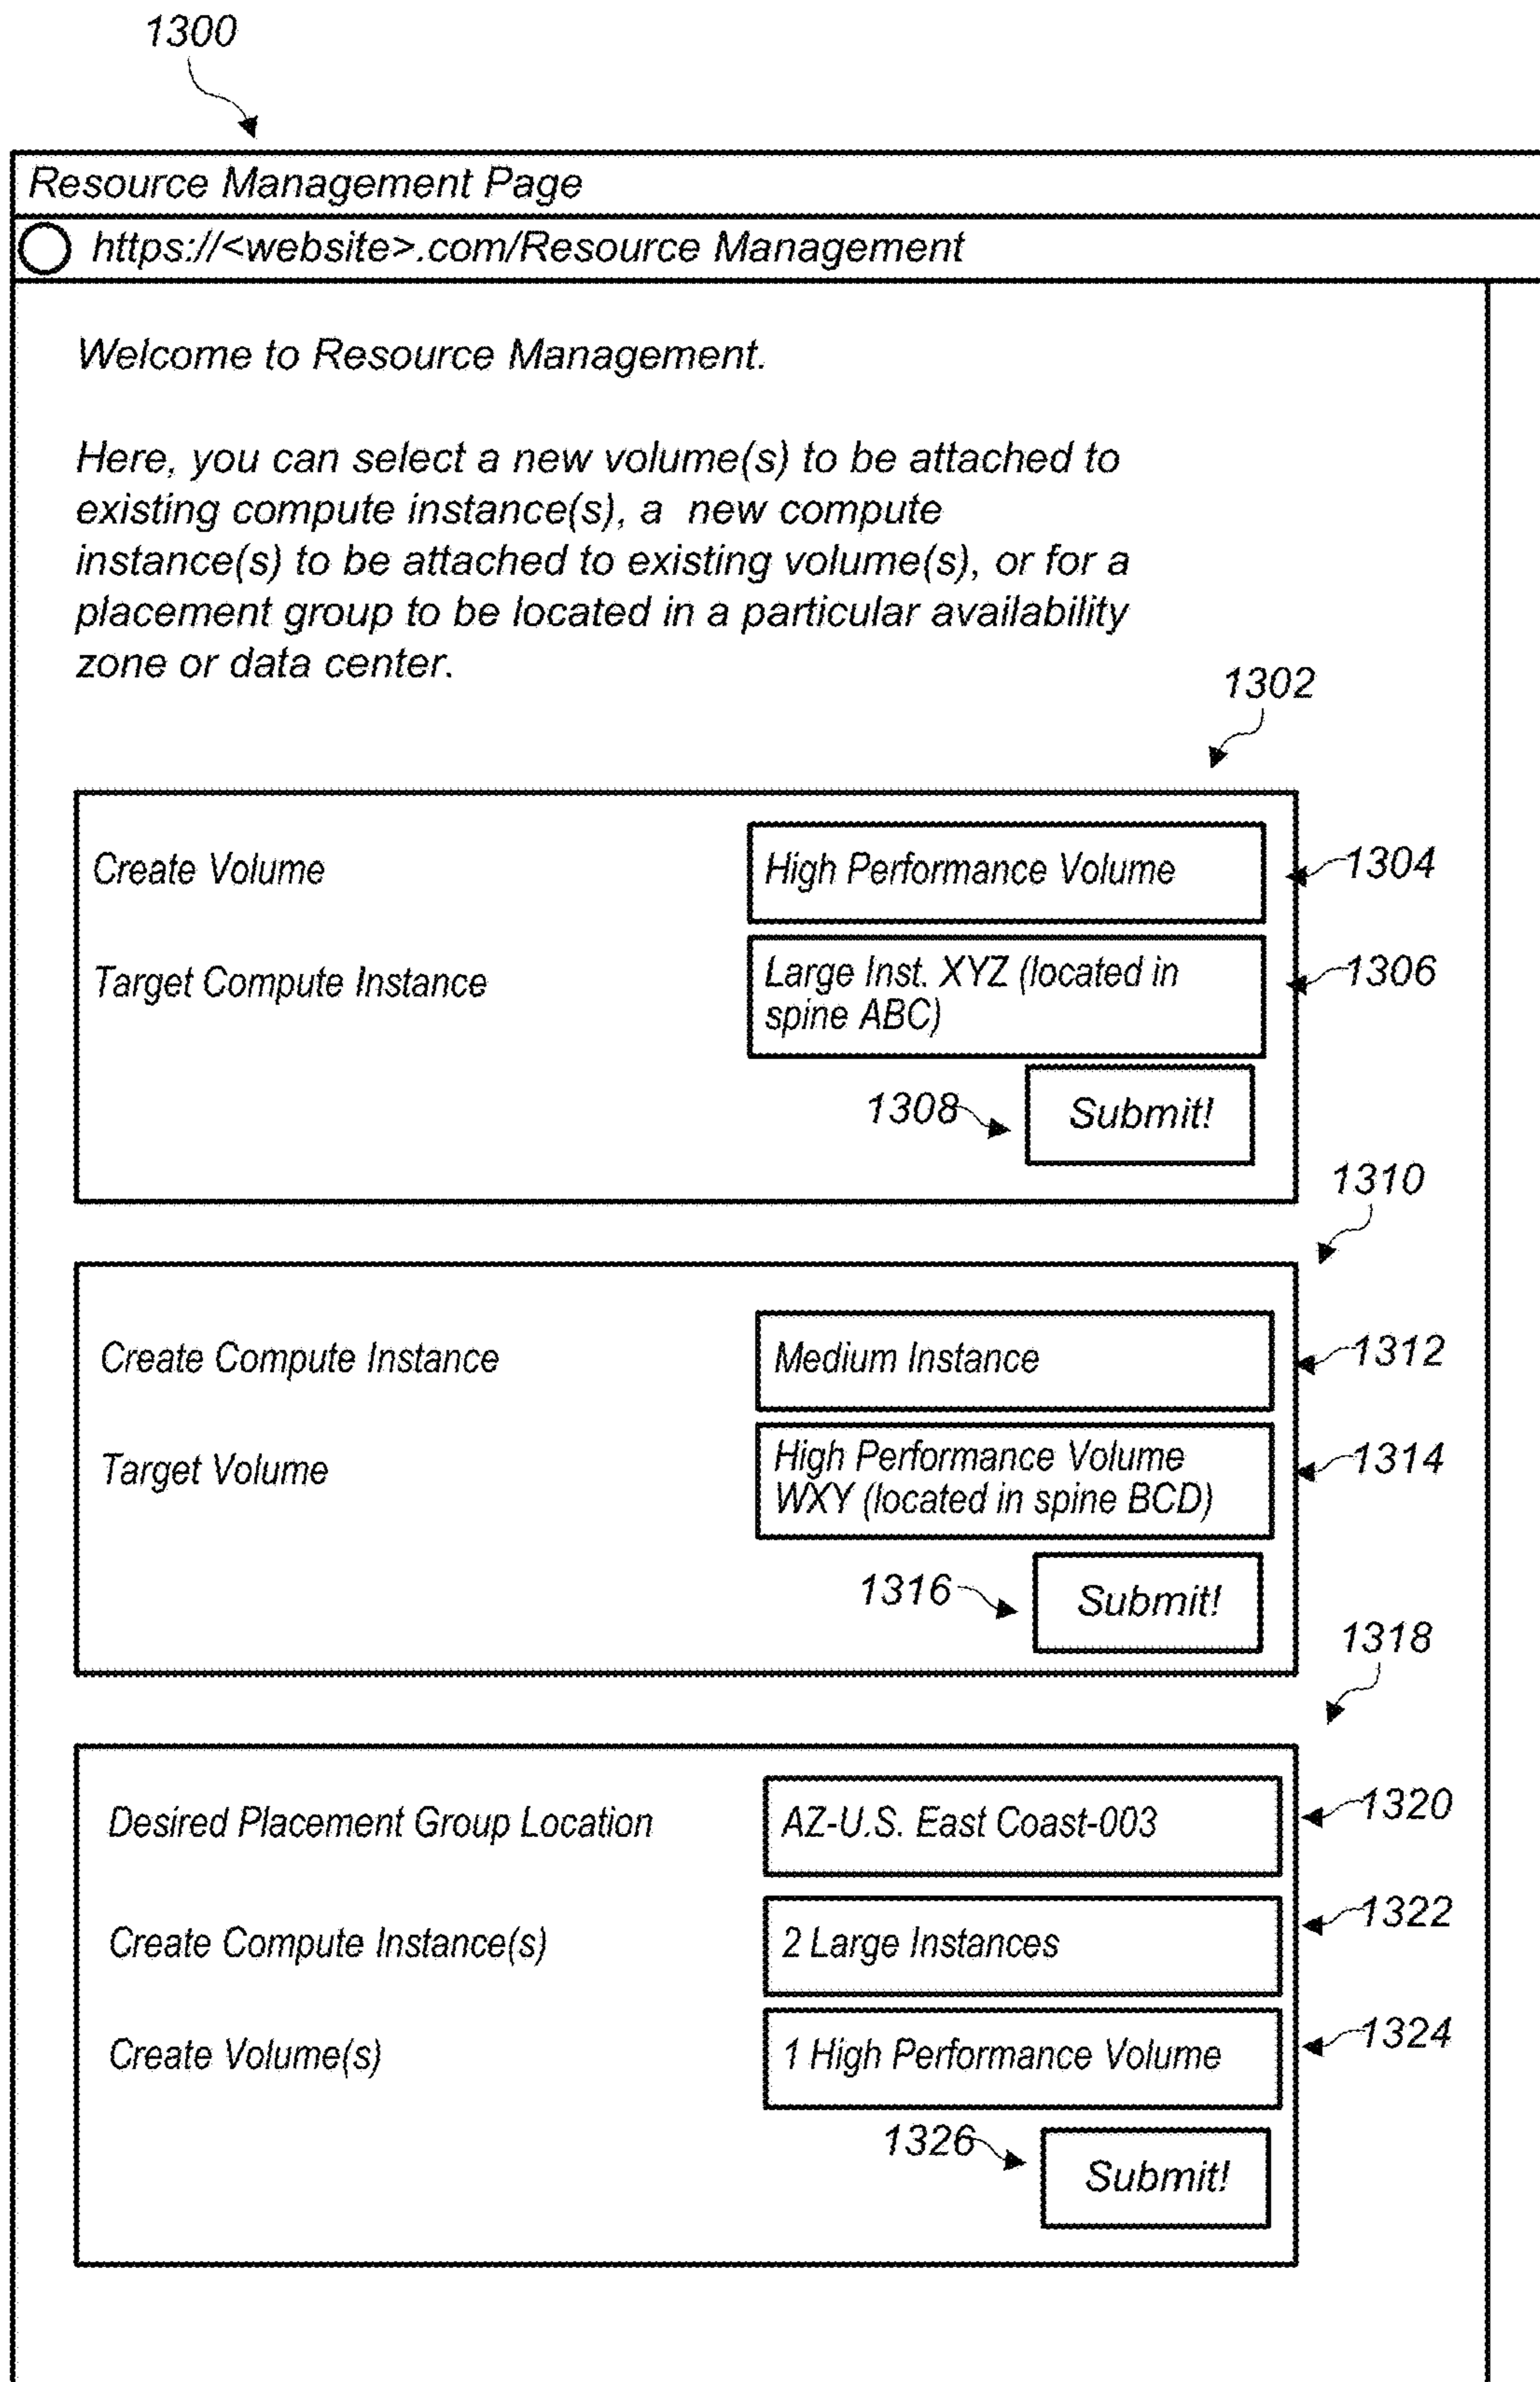 1300
Resource Management Page
https://<website>.com/Resource Management
Welcome to Resource Management.
Here, you can select a new volume(s) to be attached to
existing compute instance(s), a new compute
instance(s) to be attached to existing volume(s), or for a
placement group to be located in a particular availability
zone or data center.
1302
Create Volume
High Performance Volume
1304
Target Compute Instance
Large Inst. XYZ (located in
spine ABC)
1306
1308
Submit!
1310
Create Compute Instance
Medium Instance
1312
Target Volume
High Performance Volume
WXY (located in spine BCD)
1314
1316
Submit!
1318
Desired Placement Group Location
AZ-U.S. East Coast-003
1320
Create Compute Instance(s)
2 Large Instances
1322
Create Volume(s)
1 High Performance Volume
1324
1326
Submit!